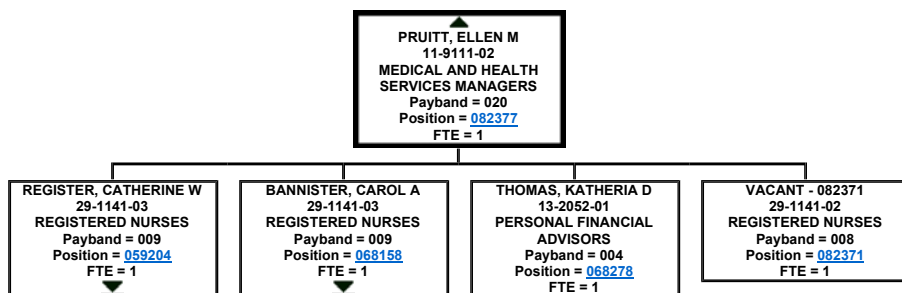 PRUITT, ELLEN M
11-9111-02
MEDICAL AND HEALTH
SERVICES MANAGERS
Payband = 020
Position = 082377
FTE = 1
REGISTER, CATHERINE W
29-1141-03
REGISTERED NURSES
Payband = 009
Position = 059204
FTE = 1
BANNISTER, CAROL A
29-1141-03
REGISTERED NURSES
Payband = 009
Position = 068158
FTE = 1
THOMAS, KATHERIA D
13-2052-01
PERSONAL FINANCIAL
ADVISORS
Payband = 004
Position = 068278
FTE = 1
VACANT - 082371
29-1141-02
REGISTERED NURSES
Payband = 008
Position = 082371
FTE = 1